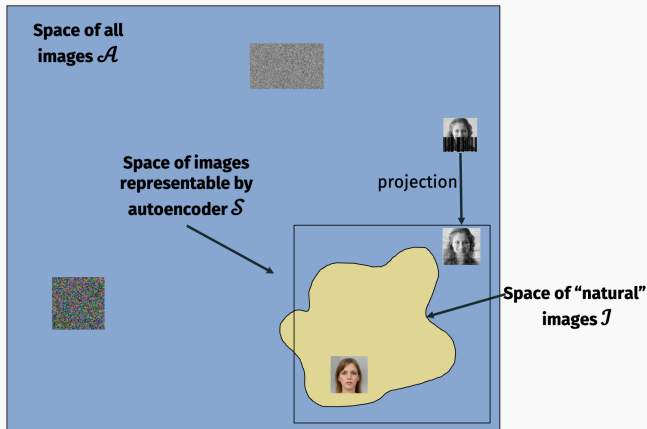 Space of all
images 𝒜
projection
Space of images
representable by
autoencoder 𝒮
Space of “natural”
images ℐ